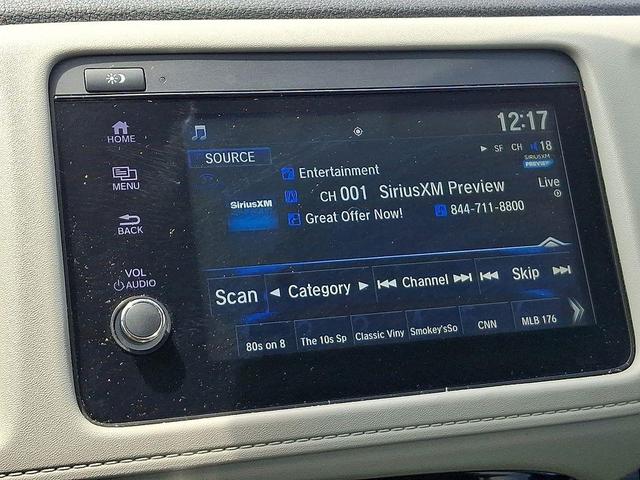 12:17
HOME
MENU
BACK
VOL
AUDIO
SOURCE
SF CH 18
SIRIUSXM
PREVIEW
Entertainment
SiriusXM
CH 001 SiriusXM Preview
Live
Great Offer Now!
844-711-8800
Scan
Category
Channel
Skip
80s on 8
The 10s Sp
Classic Viny
Smokey'sSo
CNN
MLB 176